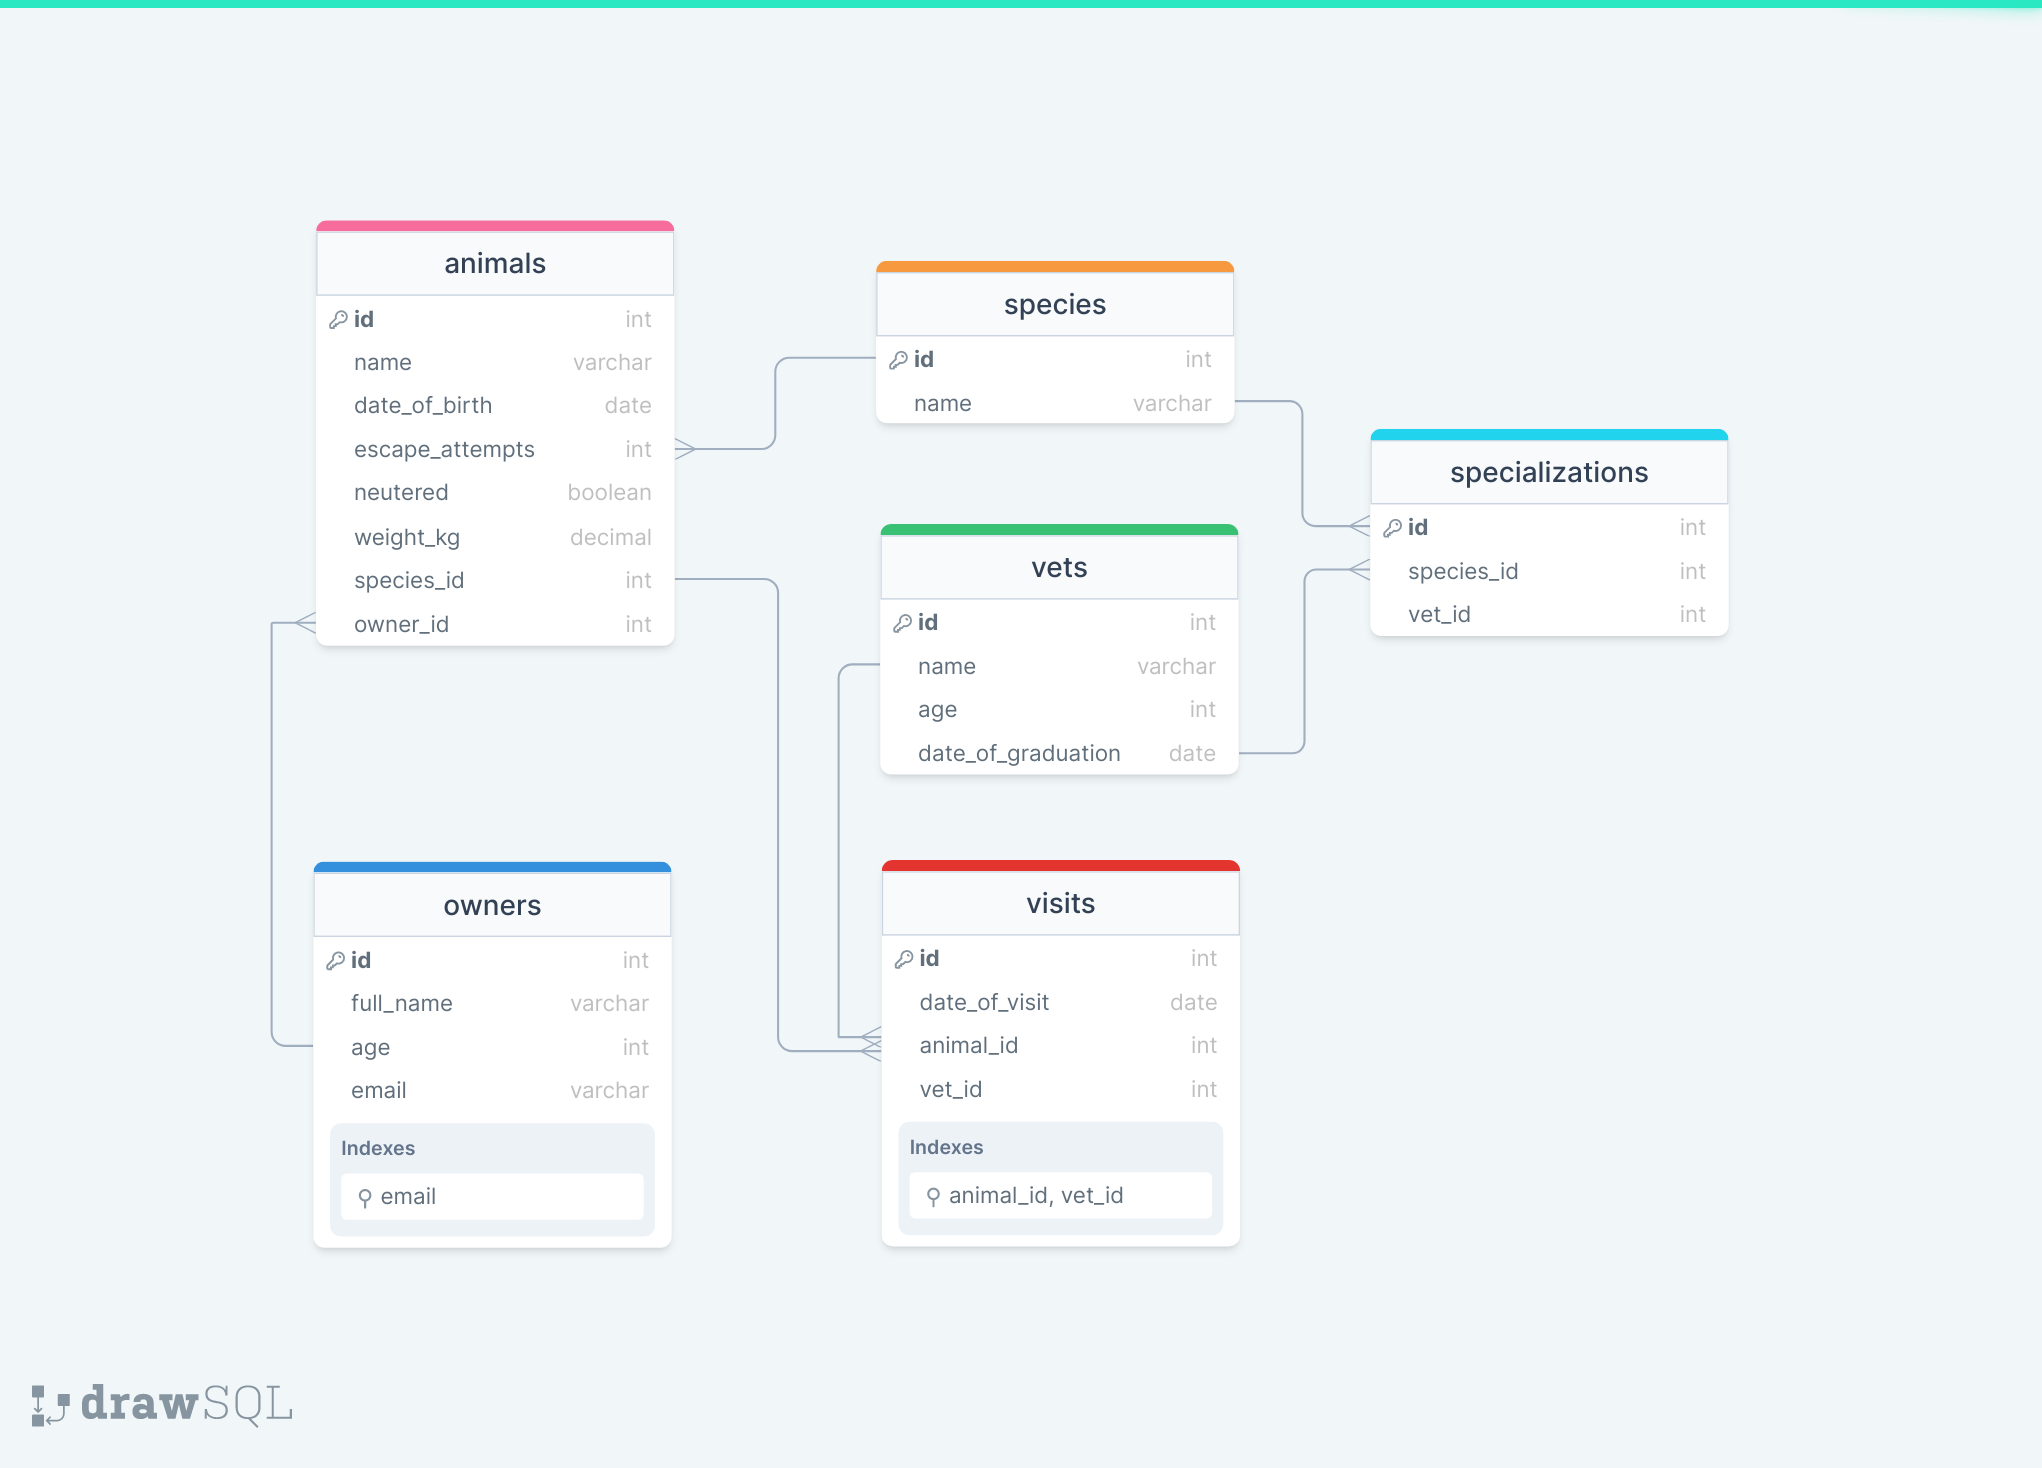 animals
id int
name varchar
date_of_birth date
escape_attempts int
neutered boolean
weight_kg decimal
species_id int
owner_id int
species
id int
name varchar
specializations
id int
species_id int
vet_id int
vets
id int
name varchar
age int
date_of_graduation date
owners
id int
full_name varchar
age int
email varchar
Indexes
email
visits
id int
date_of_visit date
animal_id int
vet_id int
Indexes
animal_id, vet_id
drawSQL